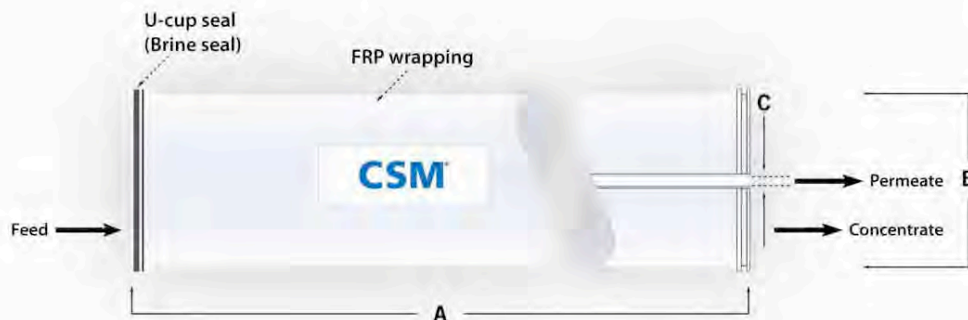 U-cup seal
(Brine seal)
FRP wrapping
C
CSM
Permeate
B
Feed
Concentrate
A